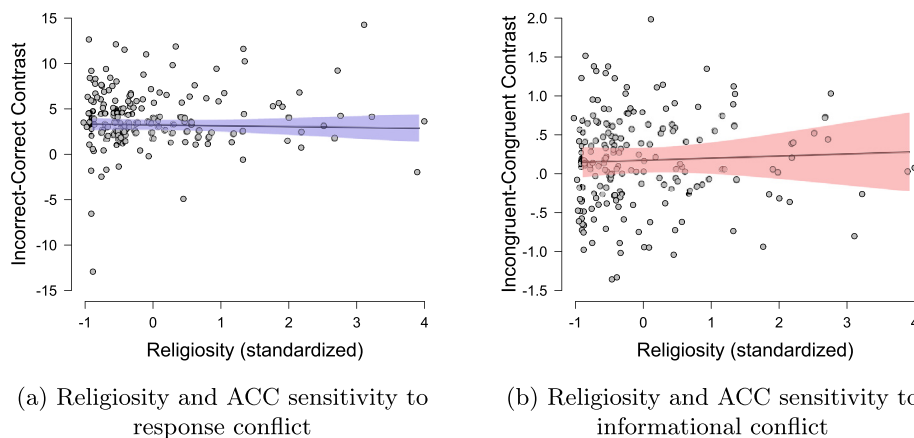 15
10
5
0
-5
-10
-15
Incorrect-Correct Contrast
-1 0 1 2 3 4
Religiosity (standardized)
(a) Religiosity and ACC sensitivity to
response conflict
2.0
1.5
1.0
.5
.0
-.5
-1.0
-1.5
Incongruent-Congruent Contrast
-1 0 1 2 3 4
Religiosity (standardized)
(b) Religiosity and ACC sensitivity to
informational conflict